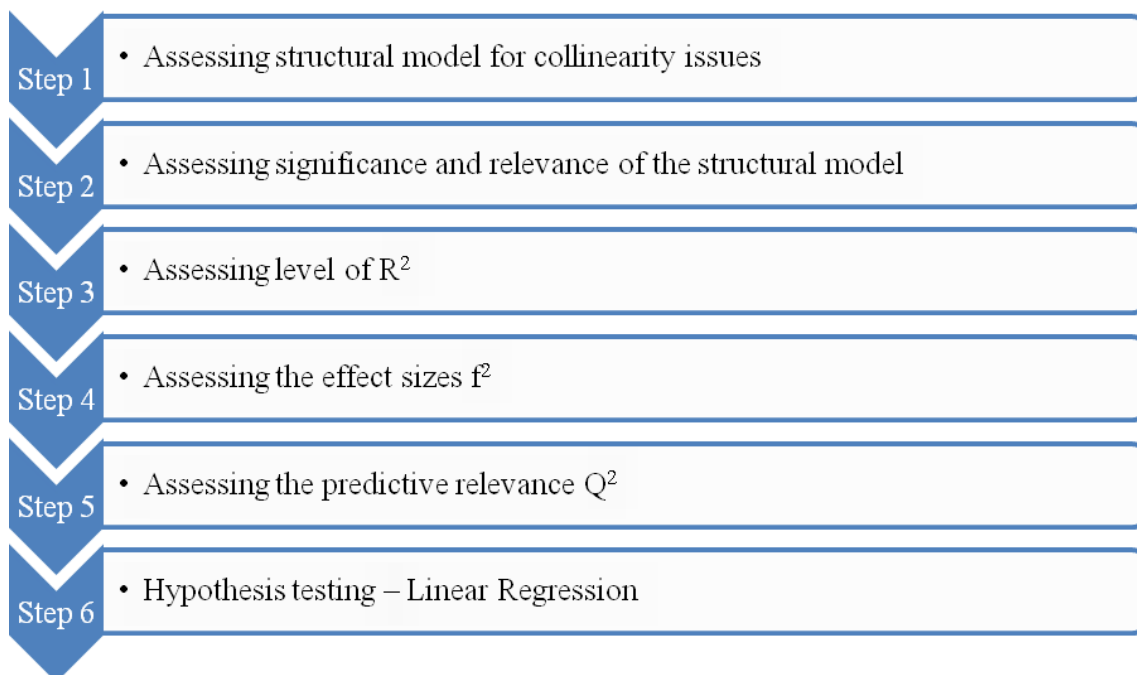 Step 1
• Assessing structural model for collinearity issues
Step 2
• Assessing significance and relevance of the structural model
Step 3
• Assessing level of R²
Step 4
• Assessing the effect sizes f²
Step 5
• Assessing the predictive relevance Q²
Step 6
• Hypothesis testing – Linear Regression